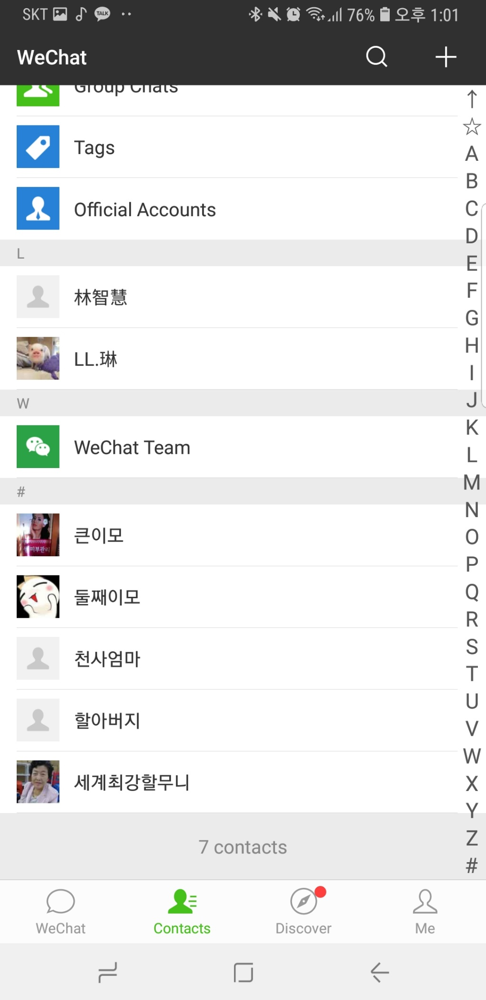 SKT TALK 76% 오후 1:01
WeChat
Group Chats
Tags
Official Accounts
L
林智慧
LL.琳
W
WeChat Team
#
피부관리
큰이모
둘째이모
천사엄마
할아버지
세계최강할무니
7 contacts
↑
☆
A
B
C
D
E
F
G
H
I
J
K
L
M
N
O
P
Q
R
S
T
U
V
W
X
Y
Z
#
WeChat Contacts Discover Me